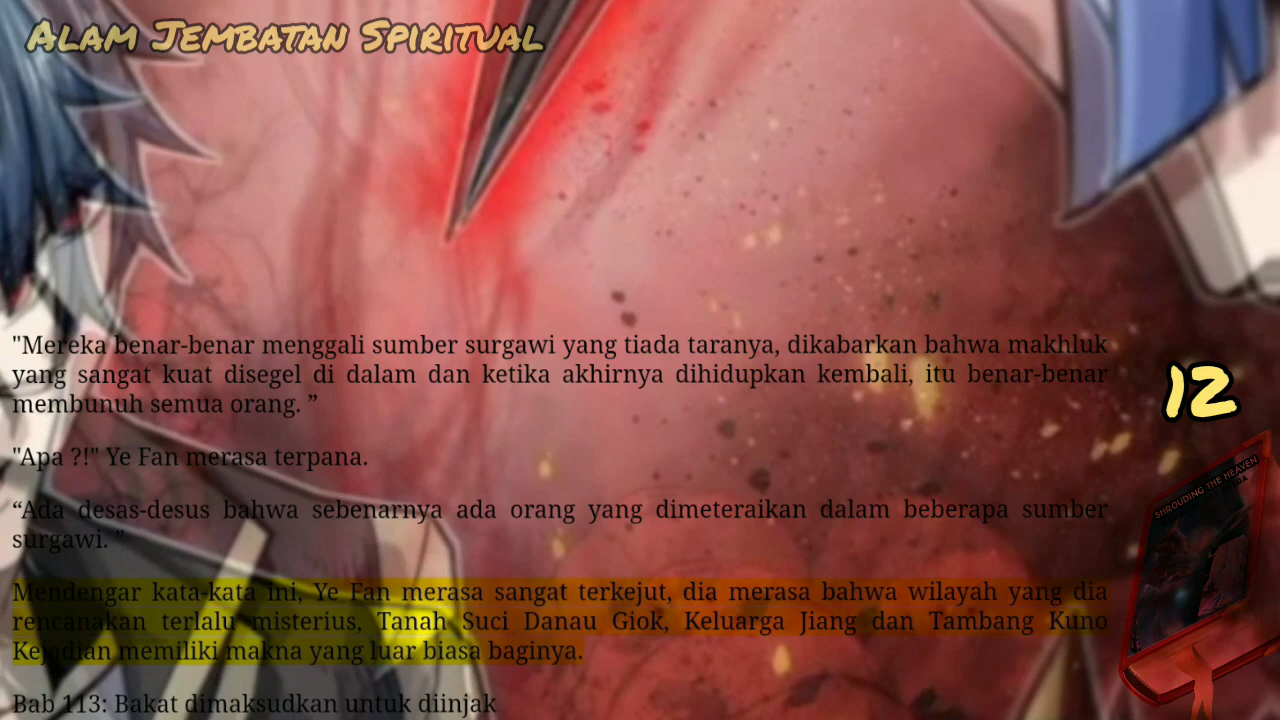 Alam Jembatan Spiritual
"Mereka benar-benar menggali sumber surgawi yang tiada taranya, dikabarkan bahwa makhluk
yang sangat kuat disegel di dalam dan ketika akhirnya dihidupkan kembali, itu benar-benar
membunuh semua orang. ”
"Apa ?!" Ye Fan merasa terpana.
“Ada desas-desus bahwa sebenarnya ada orang yang dimeteraikan dalam beberapa sumber
surgawi. ”
Mendengar kata-kata ini, Ye Fan merasa sangat terkejut, dia merasa bahwa wilayah yang dia
rencanakan terlalu misterius, Tanah Suci Danau Giok, Keluarga Jiang dan Tambang Kuno
Kejadian memiliki makna yang luar biasa baginya.
Bab 113: Bakat dimaksudkan untuk diinjak
12
SHROUDING THE HEAVEN